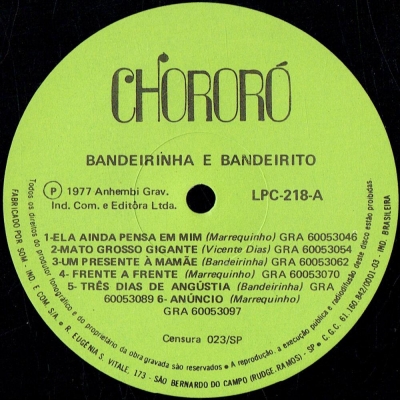 CHORORÓ
BANDEIRINHA E BANDEIRITO
Ⓟ 1977 Anhembi Grav.
Ind. Com. e Editôra Ltda.
LPC-218-A
1-ELA AINDA PENSA EM MIM (Marrequinho) GRA 60053046
2-MATO GROSSO GIGANTE (Vicente Dias) GRA 60053054
3-UM PRESENTE À MAMÃE (Bandeirinha) GRA 60053062
4- FRENTE A FRENTE (Marrequinho) GRA 60053070
5- TRÊS DIAS DE ANGÚSTIA (Bandeirinha) GRA
60053089 6- ANÚNCIO (Marrequinho)
GRA 60053097
Censura 023/SP
Todos os direitos do produtor fonográfico e do proprietário da obra gravada são reservados • A reprodução, a execução pública e radiodifusão deste disco estão proibidas.
FABRICADO POR SOM - IND. E COM. S/A • R. EUGÊNIA S. VITALE, 173 - SÃO BERNARDO DO CAMPO (RUDGE.RAMOS) - SP • C.G.C. 61.160.842/0001-03 - IND. BRASILEIRA